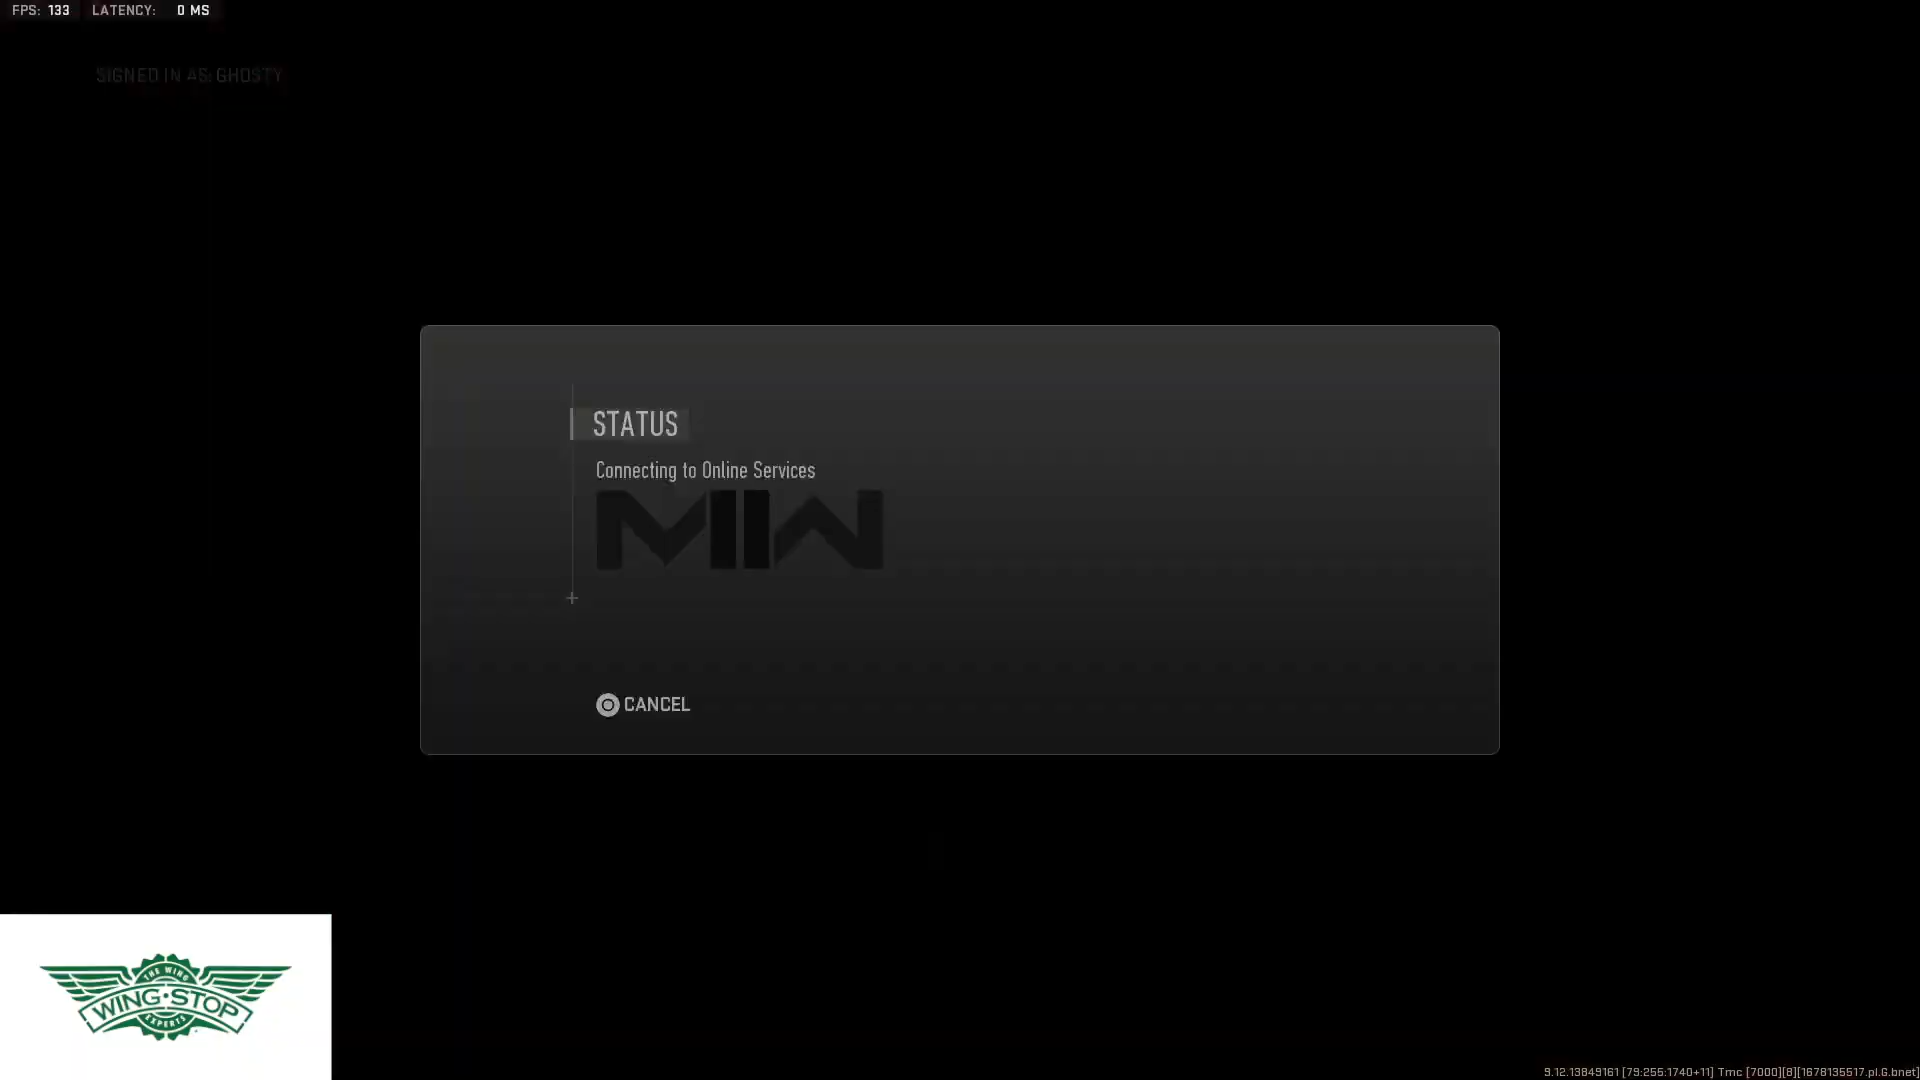 FPS: 133 LATENCY: 0 MS
SIGNED IN AS: GHOSTY
STATUS
Connecting to Online Services
MIIW
CANCEL
THE WING
WING·STOP
EXPERTS
9.12.13849161 [79:255:1740+11] Tmc [7000][8][1678135517.pl.G.bnet]